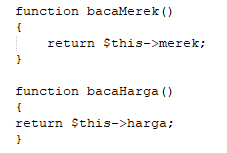 function bacaMerek()
{
    return $this->merek;
}

function bacaHarga()
{
return $this->harga;
}